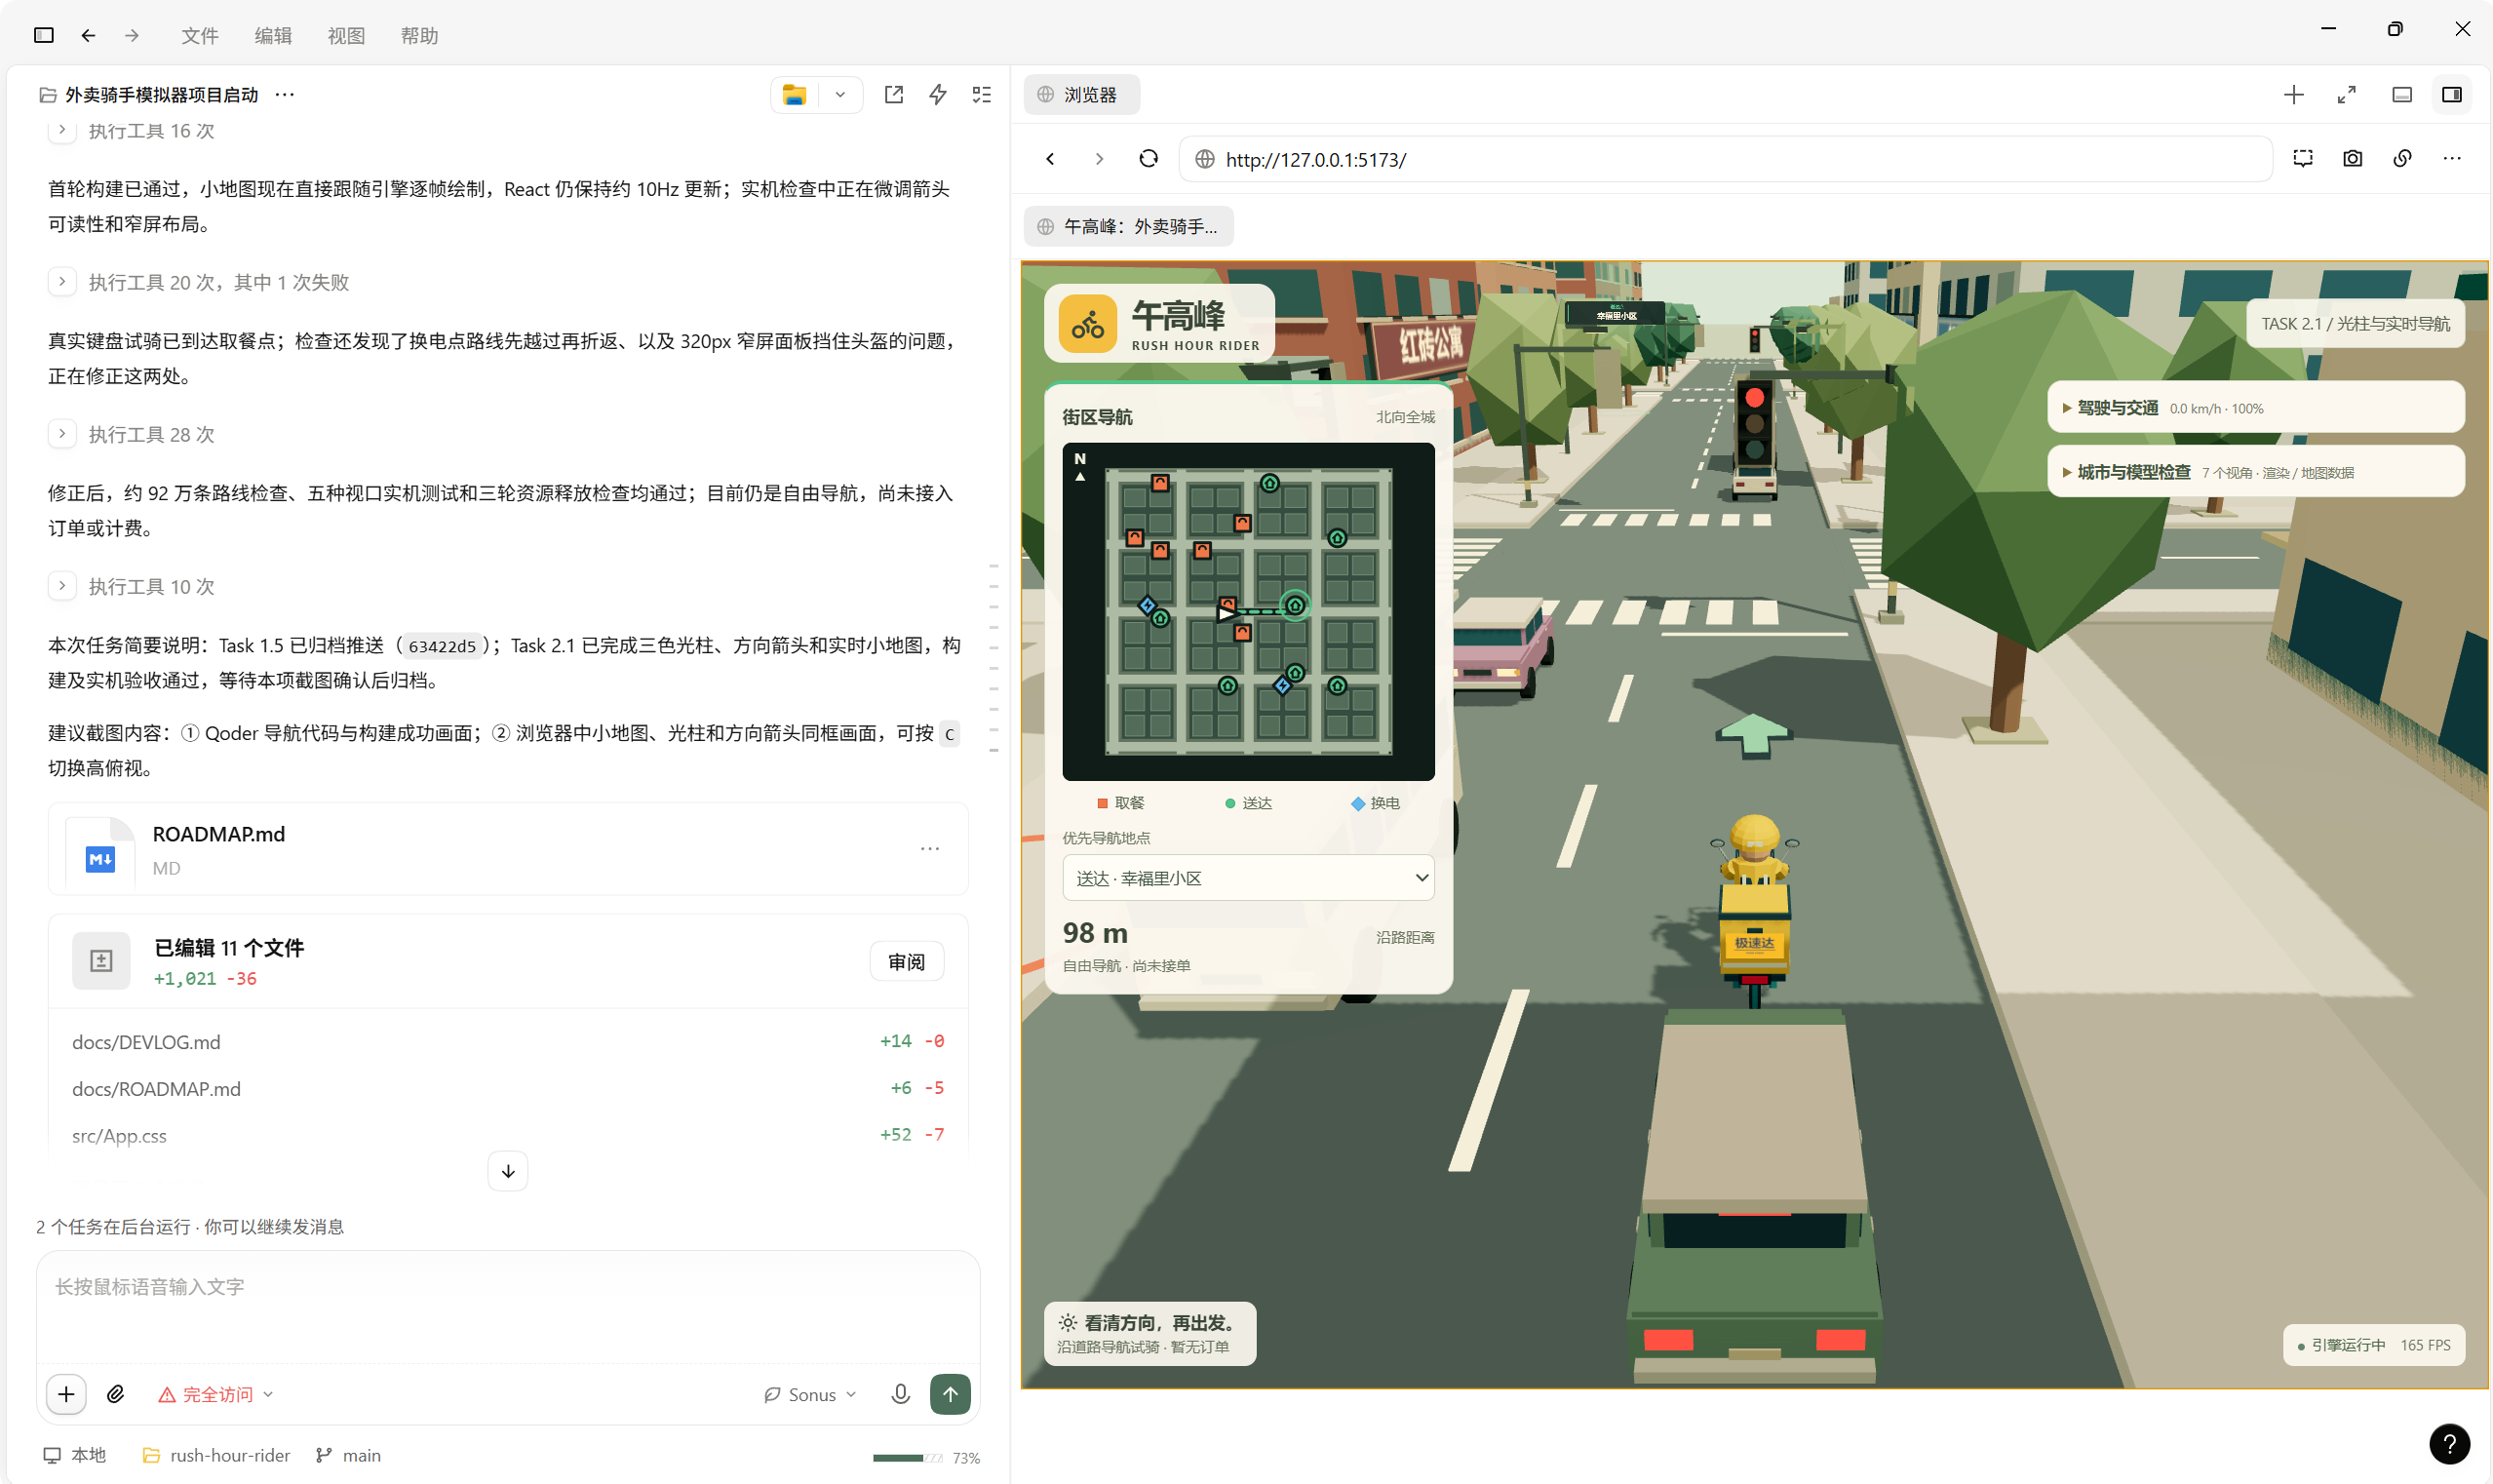 文件 编辑 视图 帮助
外卖骑手模拟器项目启动 ···
执行工具 16 次
首轮构建已通过，小地图现在直接跟随引擎逐帧绘制，React 仍保持约 10Hz 更新；实机检查中正在微调箭头
可读性和窄屏布局。
执行工具 20 次，其中 1 次失败
真实键盘试骑已到达取餐点；检查还发现了换电点路线先越过再折返、以及 320px 窄屏面板挡住头盔的问题，
正在修正这两处。
执行工具 28 次
修正后，约 92 万条路线检查、五种视口实机测试和三轮资源释放检查均通过；目前仍是自由导航，尚未接入
订单或计费。
执行工具 10 次
本次任务简要说明：Task 1.5 已归档推送（ 63422d5 ）；Task 2.1 已完成三色光柱、方向箭头和实时小地图，构
建及实机验收通过，等待本项截图确认后归档。
建议截图内容：① Qoder 导航代码与构建成功画面；② 浏览器中小地图、光柱和方向箭头同框画面，可按 C
切换高俯视。
M↓
ROADMAP.md
MD
已编辑 11 个文件
+1,021 -36
审阅
docs/DEVLOG.md +14 -0
docs/ROADMAP.md +6 -5
src/App.css +52 -7
2 个任务在后台运行 · 你可以继续发消息
长按鼠标语音输入文字
完全访问
Sonus
本地 rush-hour-rider main
73%
浏览器
http://127.0.0.1:5173/
午高峰：外卖骑手...
午高峰
RUSH HOUR RIDER
红砖公寓
幸福里小区
TASK 2.1 / 光柱与实时导航
驾驶与交通 0.0 km/h · 100%
城市与模型检查 7 个视角 · 渲染 / 地图数据
街区导航 北向全城
N
取餐 送达 换电
优先导航地点
送达 · 幸福里小区
98 m 沿路距离
自由导航 · 尚未接单
极速达
看清方向，再出发。
沿道路导航试骑 · 暂无订单
引擎运行中 165 FPS
?